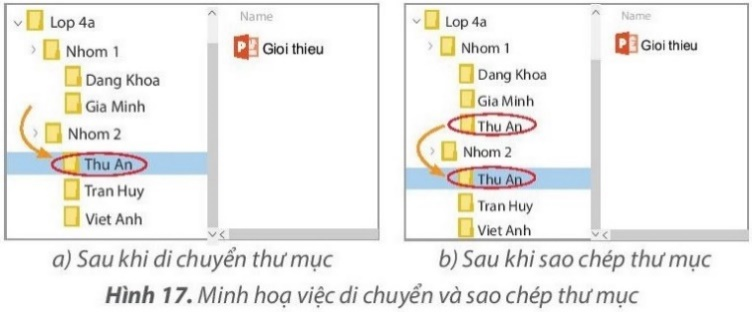 Lop 4a
Nhom 1
Dang Khoa
Gia Minh
Nhom 2
Thu An
Tran Huy
Viet Anh
Name
Gioi thieu
a) Sau khi di chuyển thư mục
Lop 4a
Nhom 1
Dang Khoa
Gia Minh
Thu An
Nhom 2
Thu An
Tran Huy
Viet Anh
Name
Gioi thieu
b) Sau khi sao chép thư mục
Hình 17. Minh hoạ việc di chuyển và sao chép thư mục